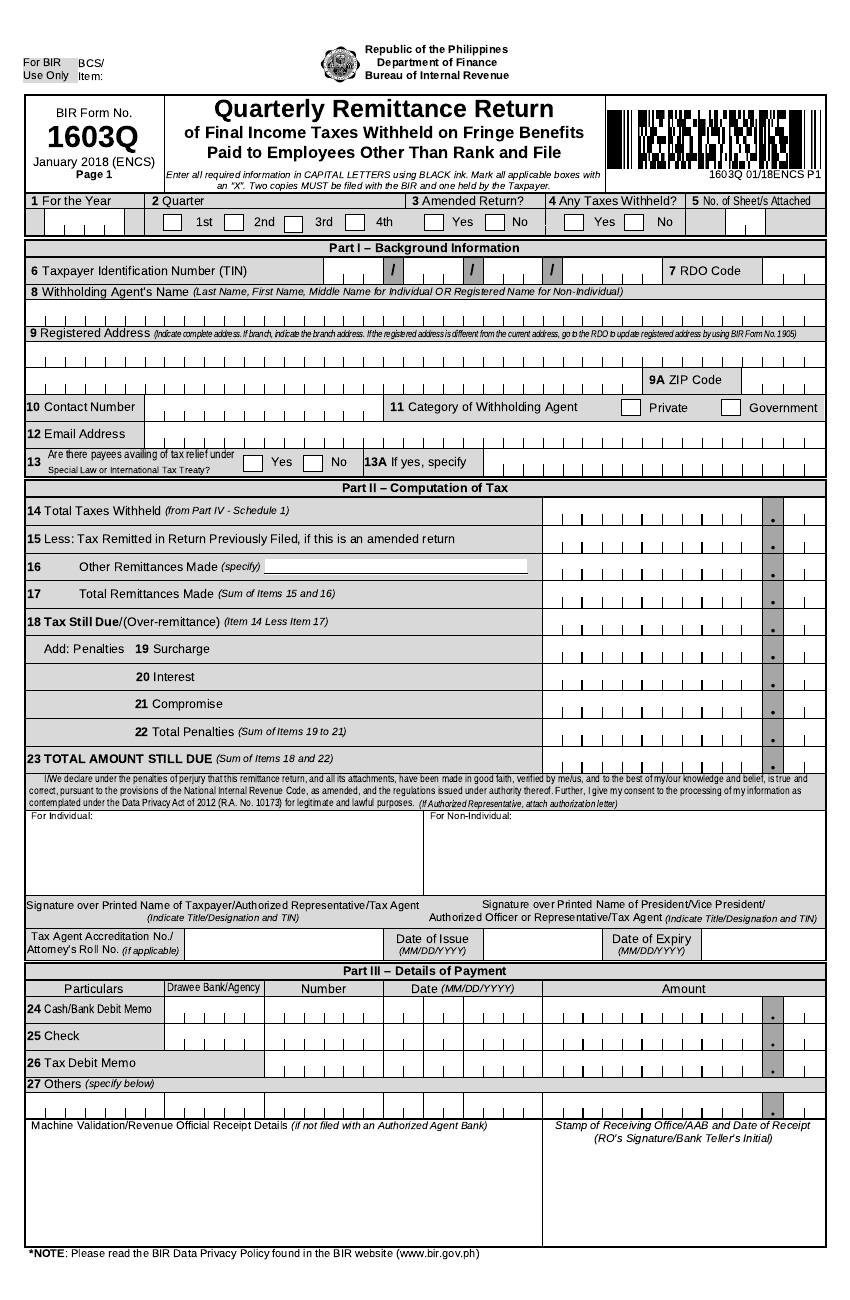 Republic of the Philippines
For BIR BCS/
Department of Finance
Use Only Item:
Bureau of Internal Revenue
BIR Form No.
1603Q
January 2018 (ENCS)
Page 1
Quarterly Remittance Return
of Final Income Taxes Withheld on Fringe Benefits
Paid to Employees Other Than Rank and File
Enter all required information in CAPITAL LETTERS using BLACK ink. Mark all applicable boxes with
an "X". Two copies MUST be filed with the BIR and one held by the Taxpayer.
1603Q 01/18ENCS P1
1 For the Year 2 Quarter 3 Amended Return? 4 Any Taxes Withheld? 5 No. of Sheet/s Attached
1st 2nd 3rd 4th Yes No Yes No
Part I – Background Information
6 Taxpayer Identification Number (TIN) / / / 7 RDO Code
8 Withholding Agent's Name (Last Name, First Name, Middle Name for Individual OR Registered Name for Non-Individual)
9 Registered Address (Indicate complete address. If branch, indicate the branch address. If the registered address is different from the current address, go to the RDO to update registered address by using BIR Form No. 1905)
9A ZIP Code
10 Contact Number 11 Category of Withholding Agent Private Government
12 Email Address
13 Are there payees availing of tax relief under
Special Law or International Tax Treaty? Yes No 13A If yes, specify
Part II – Computation of Tax
14 Total Taxes Withheld (from Part IV - Schedule 1) .
15 Less: Tax Remitted in Return Previously Filed, if this is an amended return .
16 Other Remittances Made (specify) .
17 Total Remittances Made (Sum of Items 15 and 16) .
18 Tax Still Due/(Over-remittance) (Item 14 Less Item 17) .
Add: Penalties 19 Surcharge .
20 Interest .
21 Compromise .
22 Total Penalties (Sum of Items 19 to 21) .
23 TOTAL AMOUNT STILL DUE (Sum of Items 18 and 22) .
I/We declare under the penalties of perjury that this remittance return, and all its attachments, have been made in good faith, verified by me/us, and to the best of my/our knowledge and belief, is true and
correct, pursuant to the provisions of the National Internal Revenue Code, as amended, and the regulations issued under authority thereof. Further, I give my consent to the processing of my information as
contemplated under the Data Privacy Act of 2012 (R.A. No. 10173) for legitimate and lawful purposes. (If Authorized Representative, attach authorization letter)
For Individual: For Non-Individual:
Signature over Printed Name of Taxpayer/Authorized Representative/Tax Agent
(Indicate Title/Designation and TIN)
Signature over Printed Name of President/Vice President/
Authorized Officer or Representative/Tax Agent (Indicate Title/Designation and TIN)
Tax Agent Accreditation No./
Attorney's Roll No. (if applicable)
Date of Issue
(MM/DD/YYYY)
Date of Expiry
(MM/DD/YYYY)
Part III – Details of Payment
Particulars Drawee Bank/Agency Number Date (MM/DD/YYYY) Amount
24 Cash/Bank Debit Memo .
25 Check .
26 Tax Debit Memo .
27 Others (specify below)
.
Machine Validation/Revenue Official Receipt Details (if not filed with an Authorized Agent Bank)
Stamp of Receiving Office/AAB and Date of Receipt
(RO's Signature/Bank Teller's Initial)
*NOTE: Please read the BIR Data Privacy Policy found in the BIR website (www.bir.gov.ph)